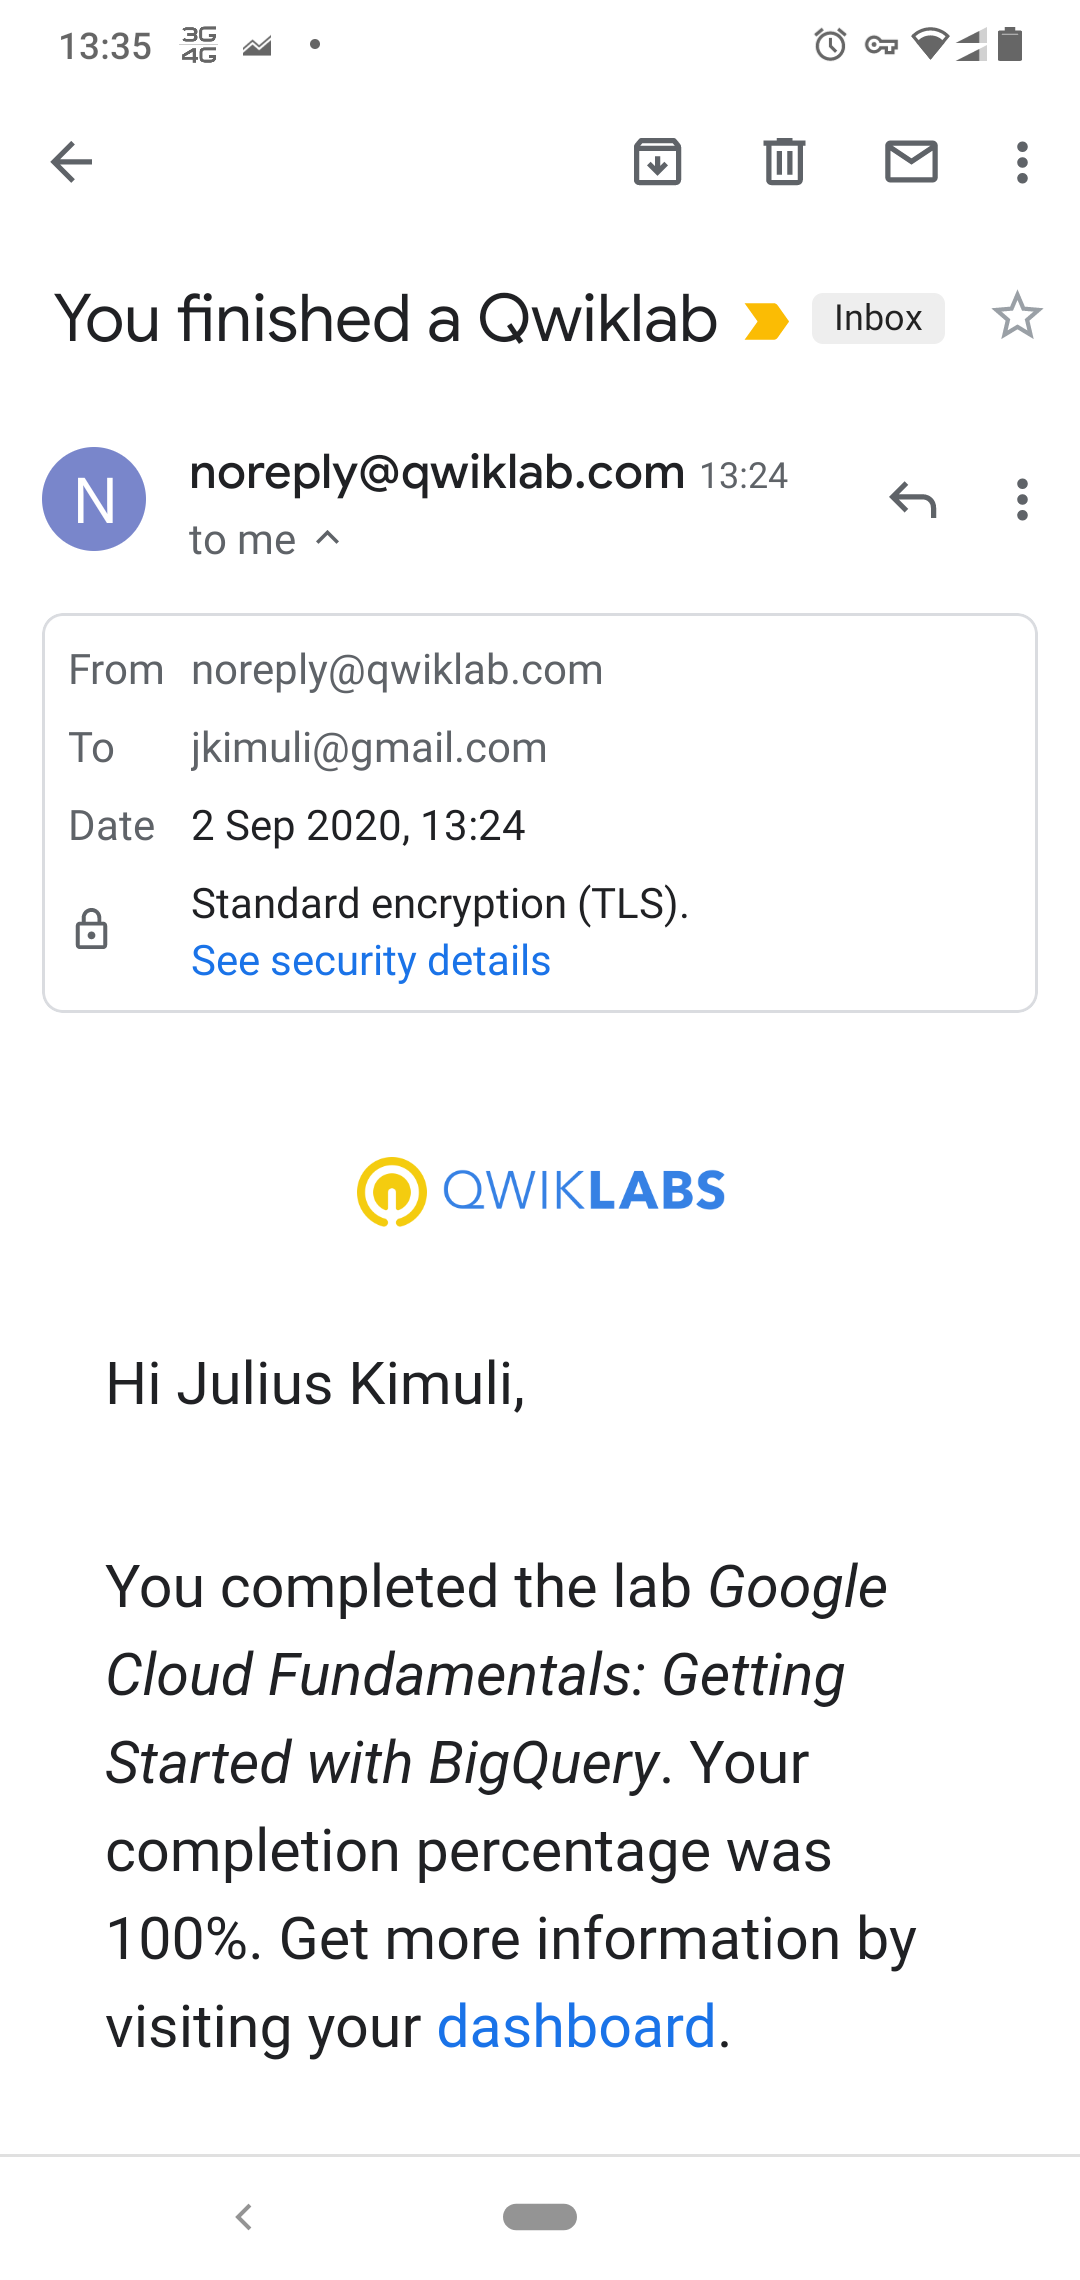 13:35 3G 4G
You finished a Qwiklab Inbox
N noreply@qwiklab.com 13:24
to me
From noreply@qwiklab.com
To jkimuli@gmail.com
Date 2 Sep 2020, 13:24
Standard encryption (TLS).
See security details
QWIKLABS
Hi Julius Kimuli,
You completed the lab Google
Cloud Fundamentals: Getting
Started with BigQuery. Your
completion percentage was
100%. Get more information by
visiting your dashboard.